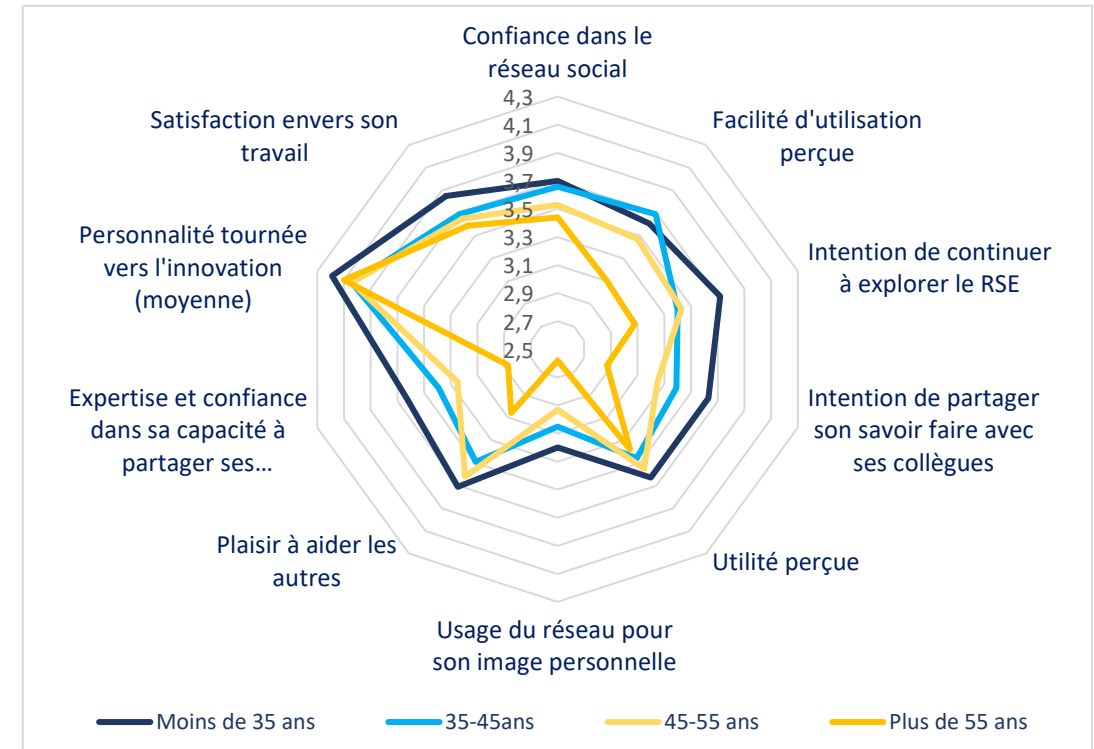 Confiance dans le
réseau social
4,3
4,1
3,9
3,7
3,5
3,3
3,1
2,9
2,7
2,5
Facilité d'utilisation
perçue
Intention de continuer
à explorer le RSE
Intention de partager
son savoir faire avec
ses collègues
Utilité perçue
Usage du réseau pour
son image personnelle
Plaisir à aider les
autres
Expertise et confiance
dans sa capacité à
partager ses...
Personnalité tournée
vers l'innovation
(moyenne)
Satisfaction envers son
travail
Moins de 35 ans
35-45ans
45-55 ans
Plus de 55 ans